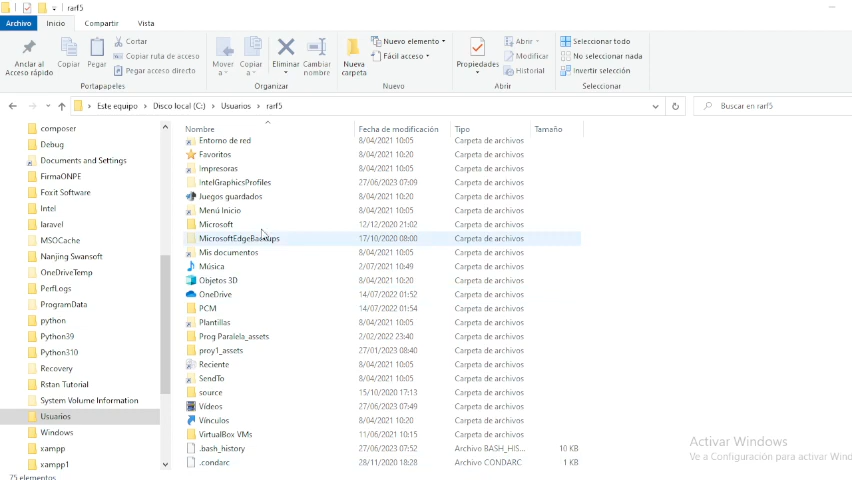 rarf5
Archivo Inicio Compartir Vista
Anclar al Acceso rápido
Copiar
Pegar
Cortar
Copiar ruta de acceso
Pegar acceso directo
Portapapeles
Mover a
Copiar a
Eliminar
Cambiar nombre
Organizar
Nueva carpeta
Nuevo elemento
Fácil acceso
Nuevo
Propiedades
Abrir
Modificar
Historial
Abrir
Seleccionar todo
No seleccionar nada
Invertir selección
Seleccionar
Este equipo > Disco local (C:) > Usuarios > rarf5
Buscar en rarf5
composer
Debug
Documents and Settings
FirmaONPE
Foxit Software
Intel
laravel
MSOCache
Nanjing Swansoft
OneDriveTemp
PerfLogs
ProgramData
python
Python39
Python310
Recovery
Rstan Tutorial
System Volume Information
Usuarios
Windows
xampp
xampp1
Nombre Fecha de modificación Tipo Tamaño
Entorno de red 8/04/2021 10:05 Carpeta de archivos
Favoritos 8/04/2021 10:20 Carpeta de archivos
Impresoras 8/04/2021 10:05 Carpeta de archivos
IntelGraphicsProfiles 27/06/2023 07:09 Carpeta de archivos
Juegos guardados 8/04/2021 10:20 Carpeta de archivos
Menú Inicio 8/04/2021 10:05 Carpeta de archivos
Microsoft 12/12/2020 21:02 Carpeta de archivos
MicrosoftEdgeBackups 17/10/2020 08:00 Carpeta de archivos
Mis documentos 8/04/2021 10:05 Carpeta de archivos
Música 2/07/2021 10:49 Carpeta de archivos
Objetos 3D 8/04/2021 10:20 Carpeta de archivos
OneDrive 14/07/2022 01:52 Carpeta de archivos
PCM 14/07/2022 01:54 Carpeta de archivos
Plantillas 8/04/2021 10:05 Carpeta de archivos
Prog Paralela_assets 2/02/2022 23:40 Carpeta de archivos
proy1_assets 27/01/2023 08:40 Carpeta de archivos
Reciente 8/04/2021 10:05 Carpeta de archivos
SendTo 8/04/2021 10:05 Carpeta de archivos
source 15/10/2020 17:13 Carpeta de archivos
Vídeos 27/06/2023 07:49 Carpeta de archivos
Vínculos 8/04/2021 10:20 Carpeta de archivos
VirtualBox VMs 11/06/2021 10:15 Carpeta de archivos
.bash_history 27/06/2023 07:52 Archivo BASH_HIS... 10 KB
.condarc 28/11/2020 18:28 Archivo CONDARC 1 KB
Activar Windows
Ve a Configuración para activar Wind
75 elementos